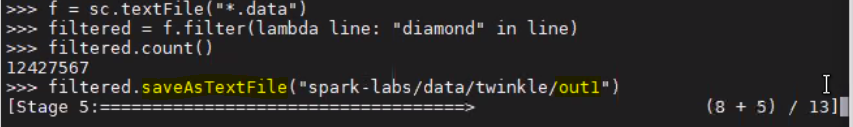 >>> f = sc.textFile("*.data")
>>> filtered = f.filter(lambda line: "diamond" in line)
>>> filtered.count()
12427567
>>> filtered.saveAsTextFile("spark-labs/data/twinkle/out1")
[Stage 5:===================================> (8 + 5) / 13]